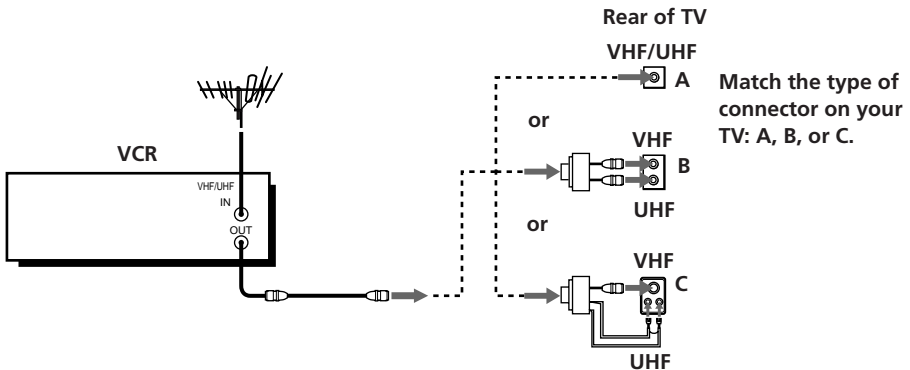 Rear of TV
VHF/UHF
A
Match the type of
connector on your
TV: A, B, or C.
or
VCR
VHF
B
VHF/UHF
IN
UHF
or
OUT
VHF
C
UHF